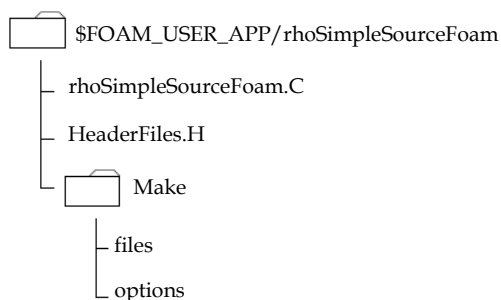 $FOAM_USER_APP/rhoSimpleSourceFoam
rhoSimpleSourceFoam.C
HeaderFiles.H
Make
files
options